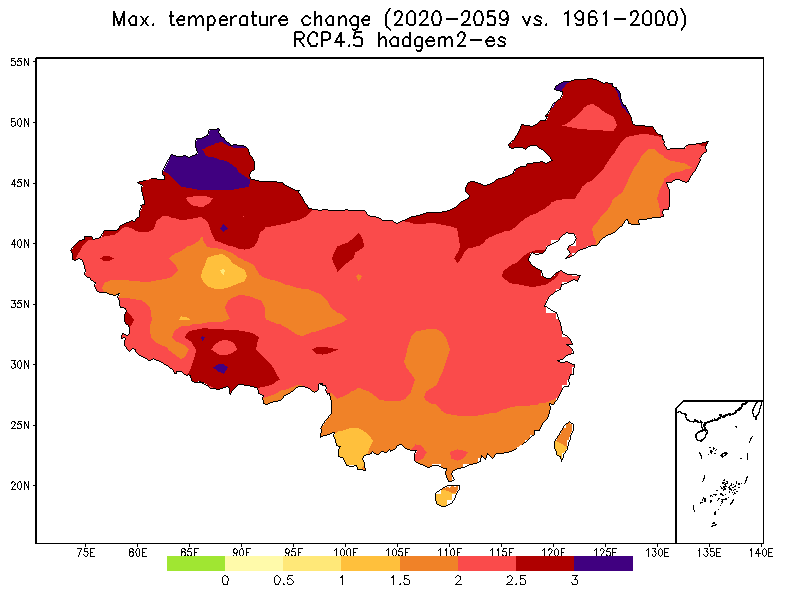 Max. temperature change (2020-2059 vs. 1961-2000)
RCP4.5 hadgem2-es
55N
50N
45N
40N
35N
30N
25N
20N
75E 80E 85E 90E 95E 100E 105E 110E 115E 120E 125E 130E 135E 140E
0 0.5 1 1.5 2 2.5 3